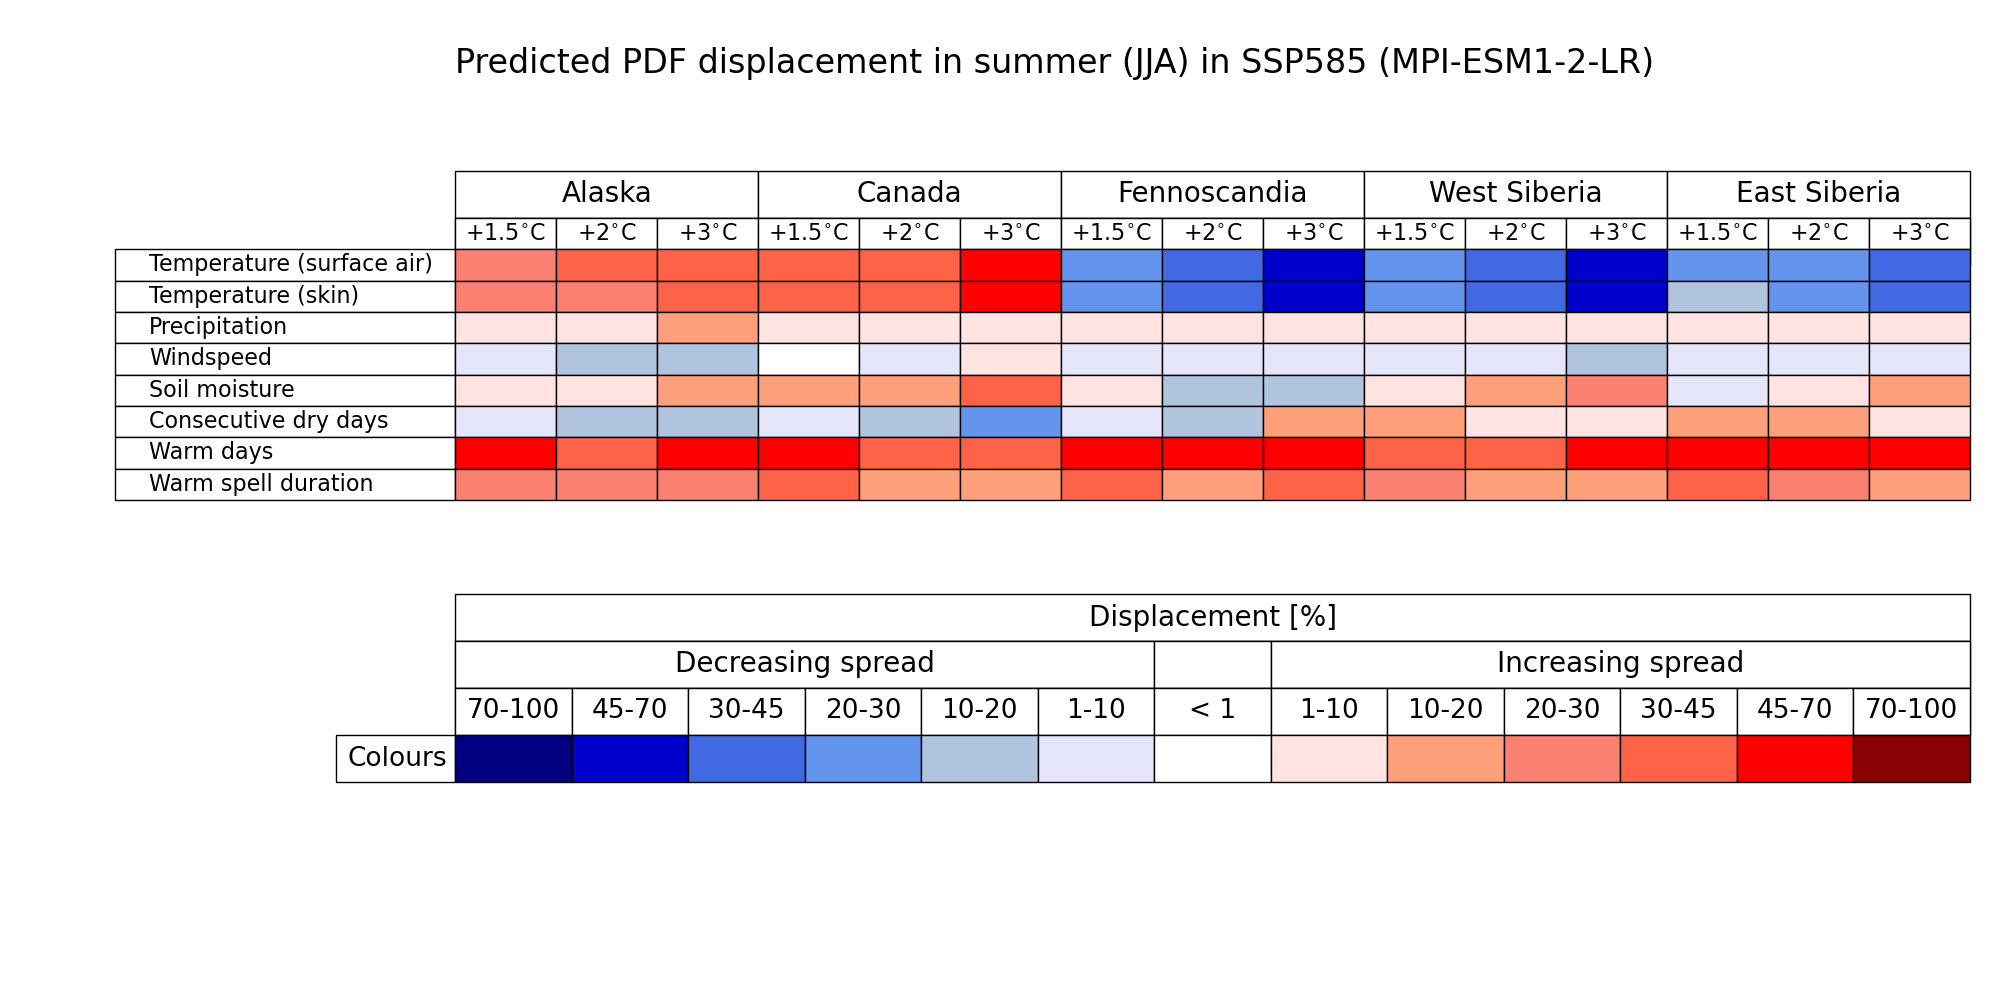 Predicted PDF displacement in summer (JJA) in SSP585 (MPI-ESM1-2-LR)
Alaska Canada Fennoscandia West Siberia East Siberia
+1.5°C +2°C +3°C +1.5°C +2°C +3°C +1.5°C +2°C +3°C +1.5°C +2°C +3°C +1.5°C +2°C +3°C
Temperature (surface air)
Temperature (skin)
Precipitation
Windspeed
Soil moisture
Consecutive dry days
Warm days
Warm spell duration
Displacement [%]
Decreasing spread Increasing spread
70-100 45-70 30-45 20-30 10-20 1-10 < 1 1-10 10-20 20-30 30-45 45-70 70-100
Colours